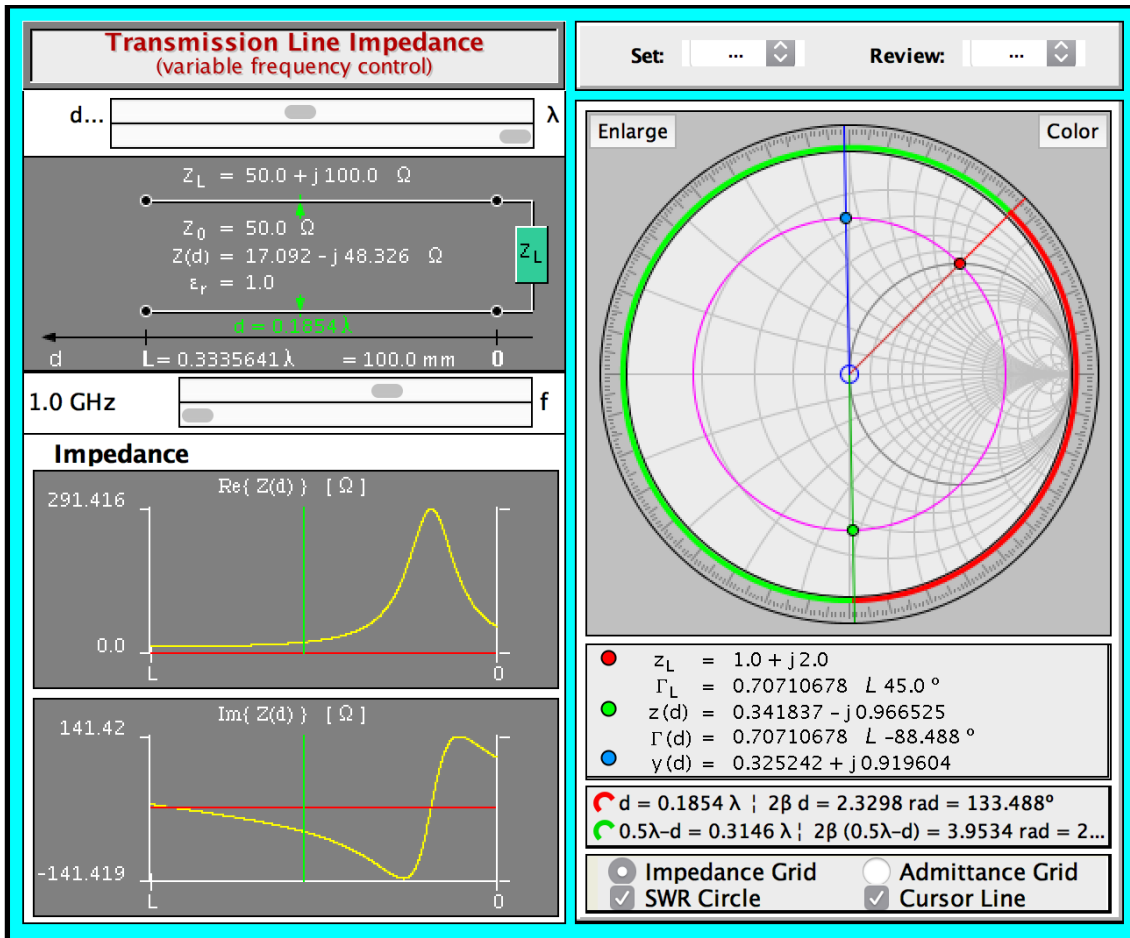 Transmission Line Impedance
(variable frequency control)
d... λ
Z_L = 50.0 + j 100.0 Ω
Z_0 = 50.0 Ω
Z(d) = 17.092 - j 48.326 Ω
ε_r = 1.0
Z_L
d = 0.1854 λ
d L = 0.3335641 λ = 100.0 mm 0
1.0 GHz f
Impedance
Re{ Z(d) } [ Ω ]
291.416
0.0
L 0
Im{ Z(d) } [ Ω ]
141.42
-141.419
L 0
Set: ... Review: ...
Enlarge Color
z_L = 1.0 + j 2.0
Γ_L = 0.70710678 ∠ 45.0 º
z(d) = 0.341837 - j 0.966525
Γ(d) = 0.70710678 ∠ -88.488 º
y(d) = 0.325242 + j 0.919604
d = 0.1854 λ ¦ 2β d = 2.3298 rad = 133.488º
0.5λ-d = 0.3146 λ ¦ 2β (0.5λ-d) = 3.9534 rad = 2...
Impedance Grid Admittance Grid
SWR Circle Cursor Line